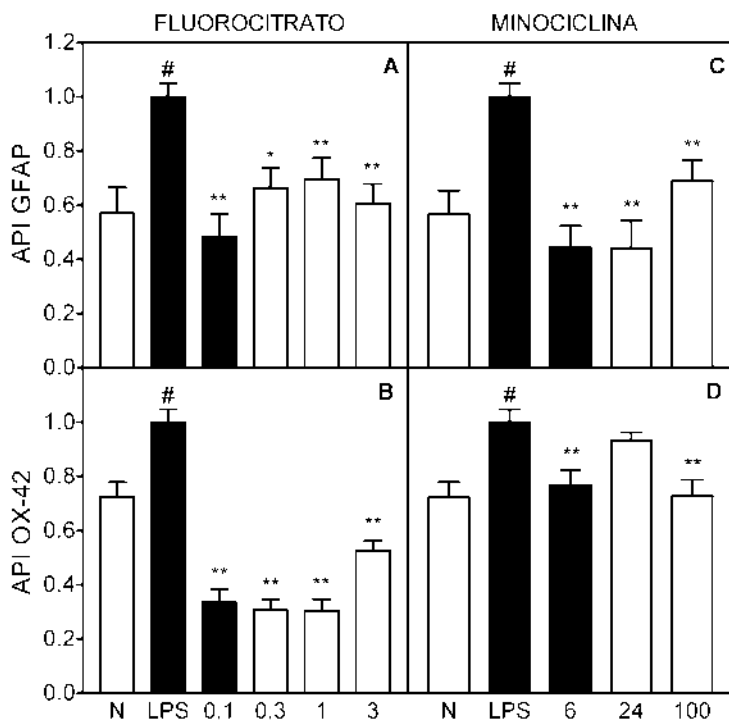 FLUOROCITRATO MINOCICLINA
1.2
A C
# #
1.0
0.8
** * ** ** ** ** **
0.6
0.4
0.2
0.0
API GFAP
B D
# #
1.0
0.8
** ** ** ** ** **
0.6
0.4
0.2
0.0
API OX-42
N LPS 0.1 0.3 1 3 N LPS 6 24 100